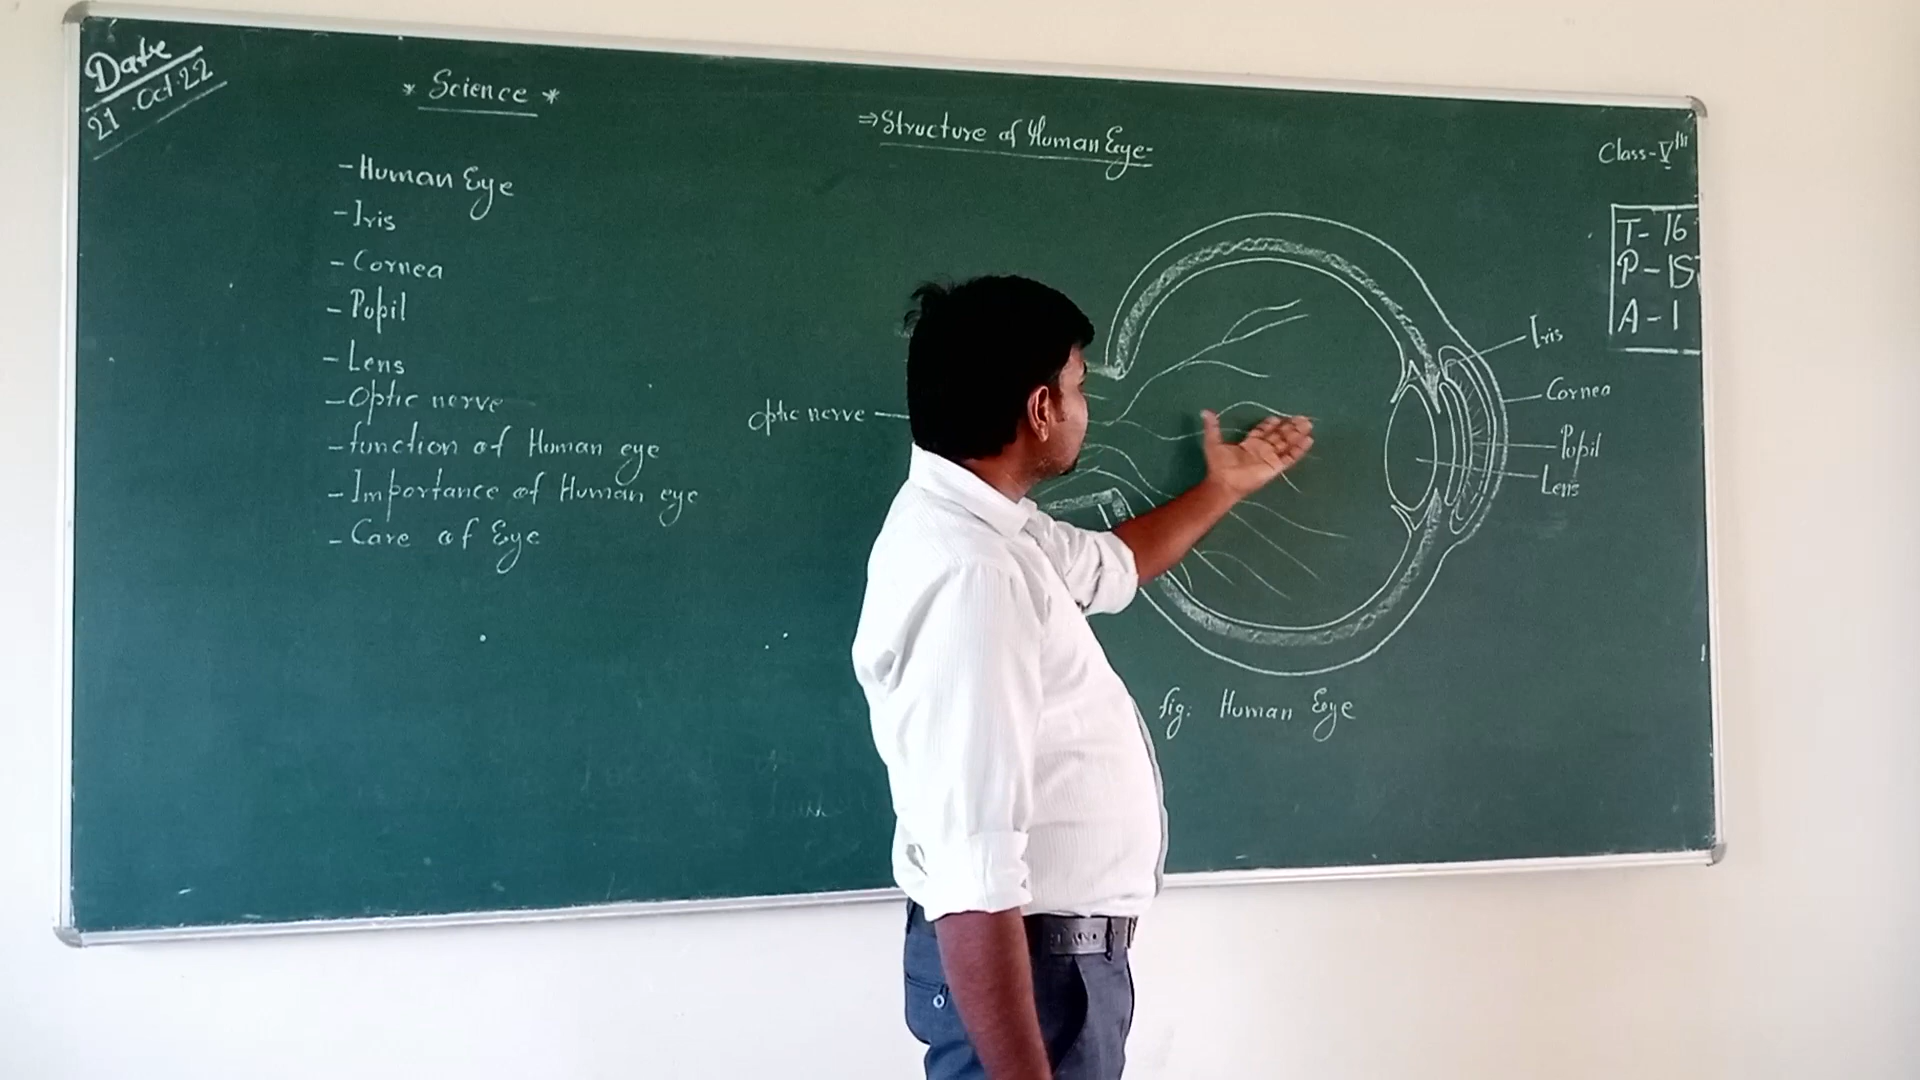 Date
21.Oct.22
* Science *
- Human Eye
- Iris
- Cornea
- Pupil
- Lens
- Optic nerve
- function of Human eye
- Importance of Human eye
- Care of Eye
⇒ Structure of Human Eye-
Class-Vth
T- 16
P- 15
A- 1
Iris
Cornea
Pupil
Lens
Optic nerve
fig: Human Eye